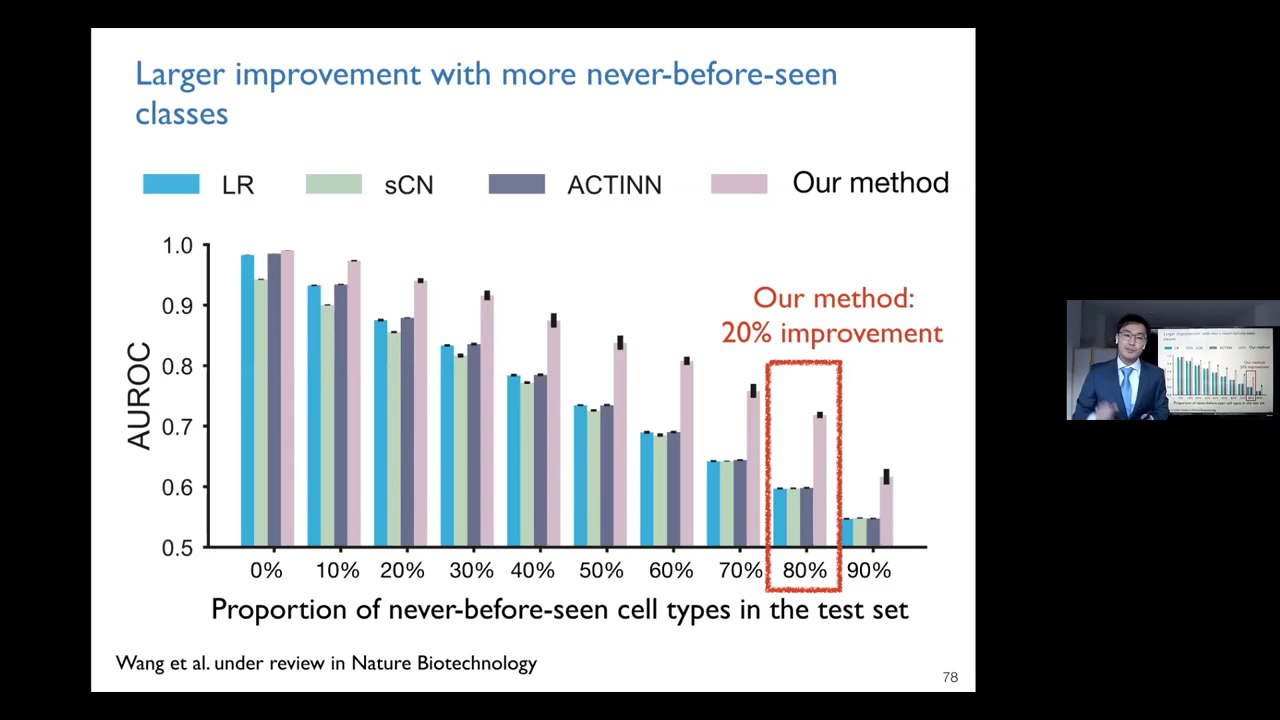 Larger improvement with more never-before-seen
classes
LR
sCN
ACTINN
Our method
1.0
0.9
0.8
0.7
0.6
0.5
AUROC
Our method:
20% improvement
0%
10%
20%
30%
40%
50%
60%
70%
80%
90%
Proportion of never-before-seen cell types in the test set
Wang et al. under review in Nature Biotechnology
78